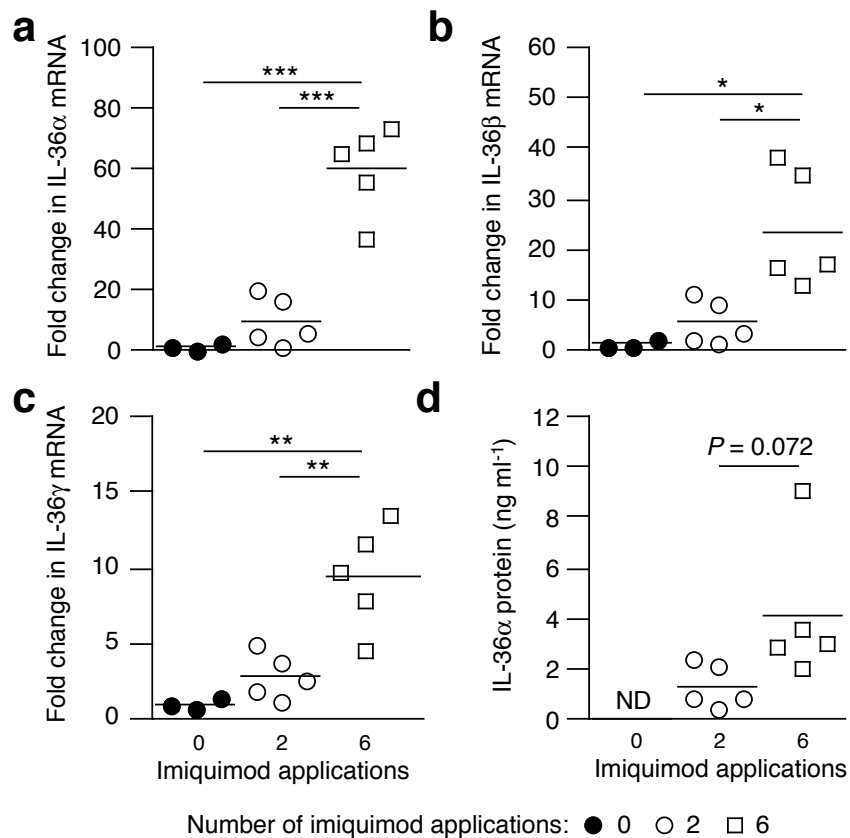 a
Fold change in IL-36α mRNA
100
80
60
40
20
0
***
***
b
Fold change in IL-36β mRNA
60
50
40
30
20
10
0
*
*
c
Fold change in IL-36γ mRNA
20
15
10
5
0
**
**
0 2 6
Imiquimod applications
d
IL-36α protein (ng ml-1)
12
10
8
6
4
2
0
P = 0.072
ND
0 2 6
Imiquimod applications
Number of imiquimod applications: 0 2 6